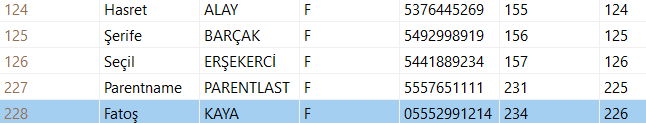 124 Hasret ALAY F 5376445269 155 124
125 Şerife BARÇAK F 5492998919 156 125
126 Seçil ERŞEKERCİ F 5441889234 157 126
227 Parentname PARENTLAST F 5557651111 231 225
228 Fatoş KAYA F 05552991214 234 226